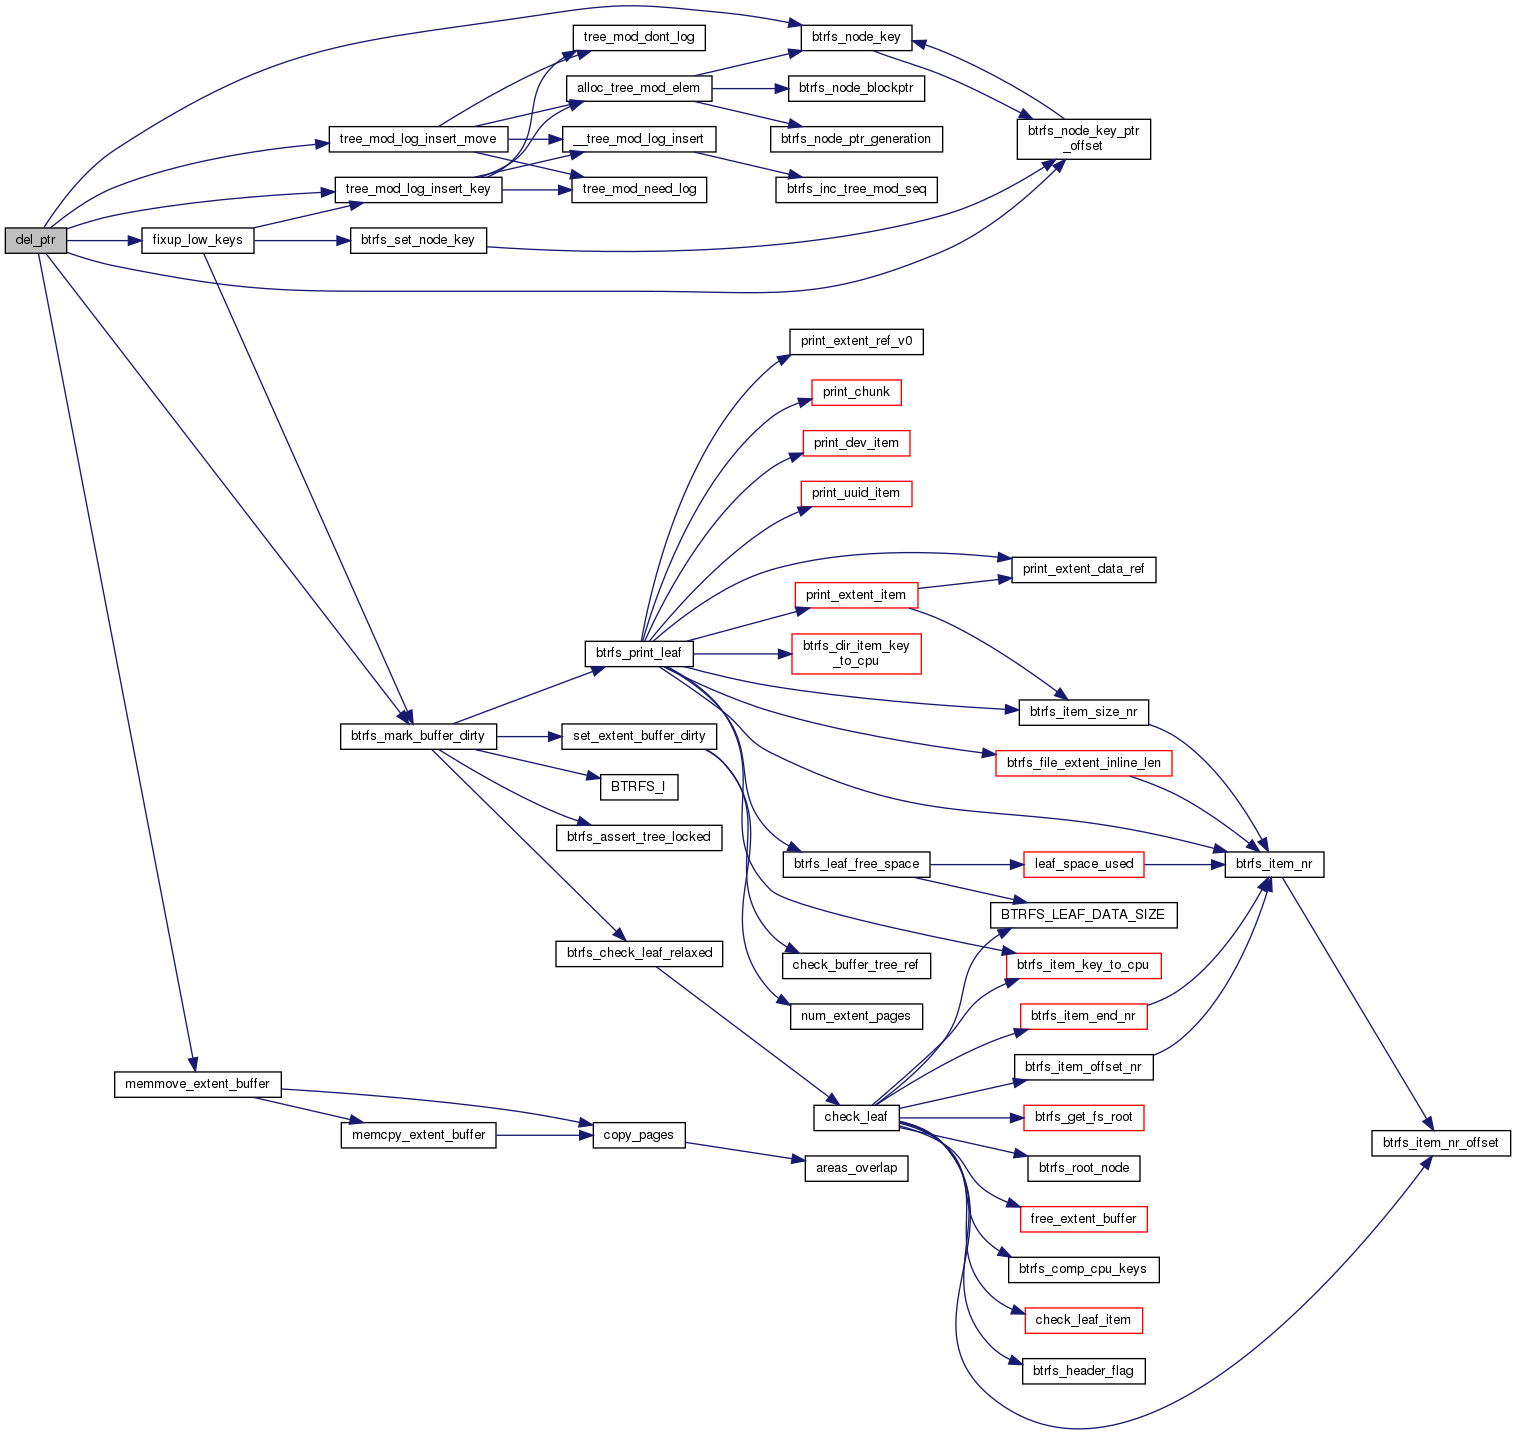 tree_mod_dont_log
btrfs_node_key
alloc_tree_mod_elem
btrfs_node_blockptr
tree_mod_log_insert_move
__tree_mod_log_insert
btrfs_node_ptr_generation
btrfs_node_key_ptr
_offset
tree_mod_log_insert_key
tree_mod_need_log
btrfs_inc_tree_mod_seq
del_ptr
fixup_low_keys
btrfs_set_node_key
print_extent_ref_v0
print_chunk
print_dev_item
print_uuid_item
print_extent_data_ref
print_extent_item
btrfs_print_leaf
btrfs_dir_item_key
_to_cpu
btrfs_item_size_nr
btrfs_mark_buffer_dirty
set_extent_buffer_dirty
btrfs_file_extent_inline_len
BTRFS_I
btrfs_assert_tree_locked
btrfs_leaf_free_space
leaf_space_used
btrfs_item_nr
BTRFS_LEAF_DATA_SIZE
btrfs_check_leaf_relaxed
check_buffer_tree_ref
btrfs_item_key_to_cpu
num_extent_pages
btrfs_item_end_nr
btrfs_item_offset_nr
memmove_extent_buffer
check_leaf
btrfs_get_fs_root
memcpy_extent_buffer
copy_pages
btrfs_item_nr_offset
areas_overlap
btrfs_root_node
free_extent_buffer
btrfs_comp_cpu_keys
check_leaf_item
btrfs_header_flag